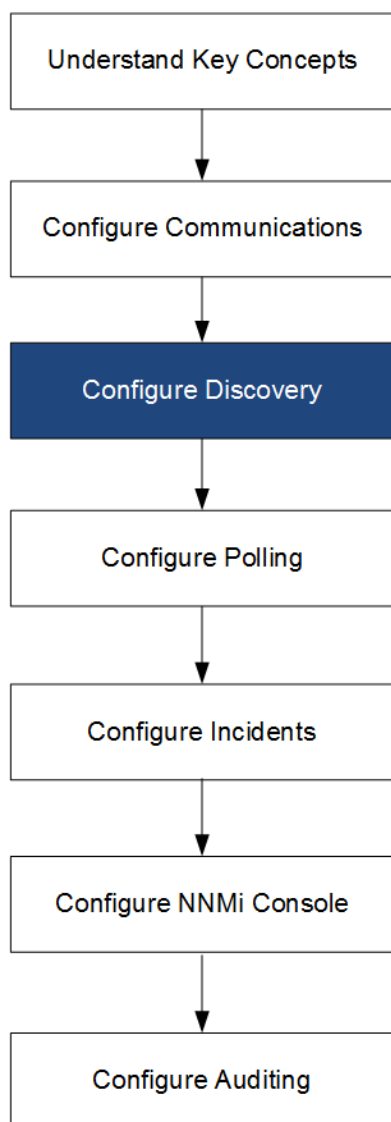 Understand Key Concepts
Configure Communications
Configure Discovery
Configure Polling
Configure Incidents
Configure NNMi Console
Configure Auditing